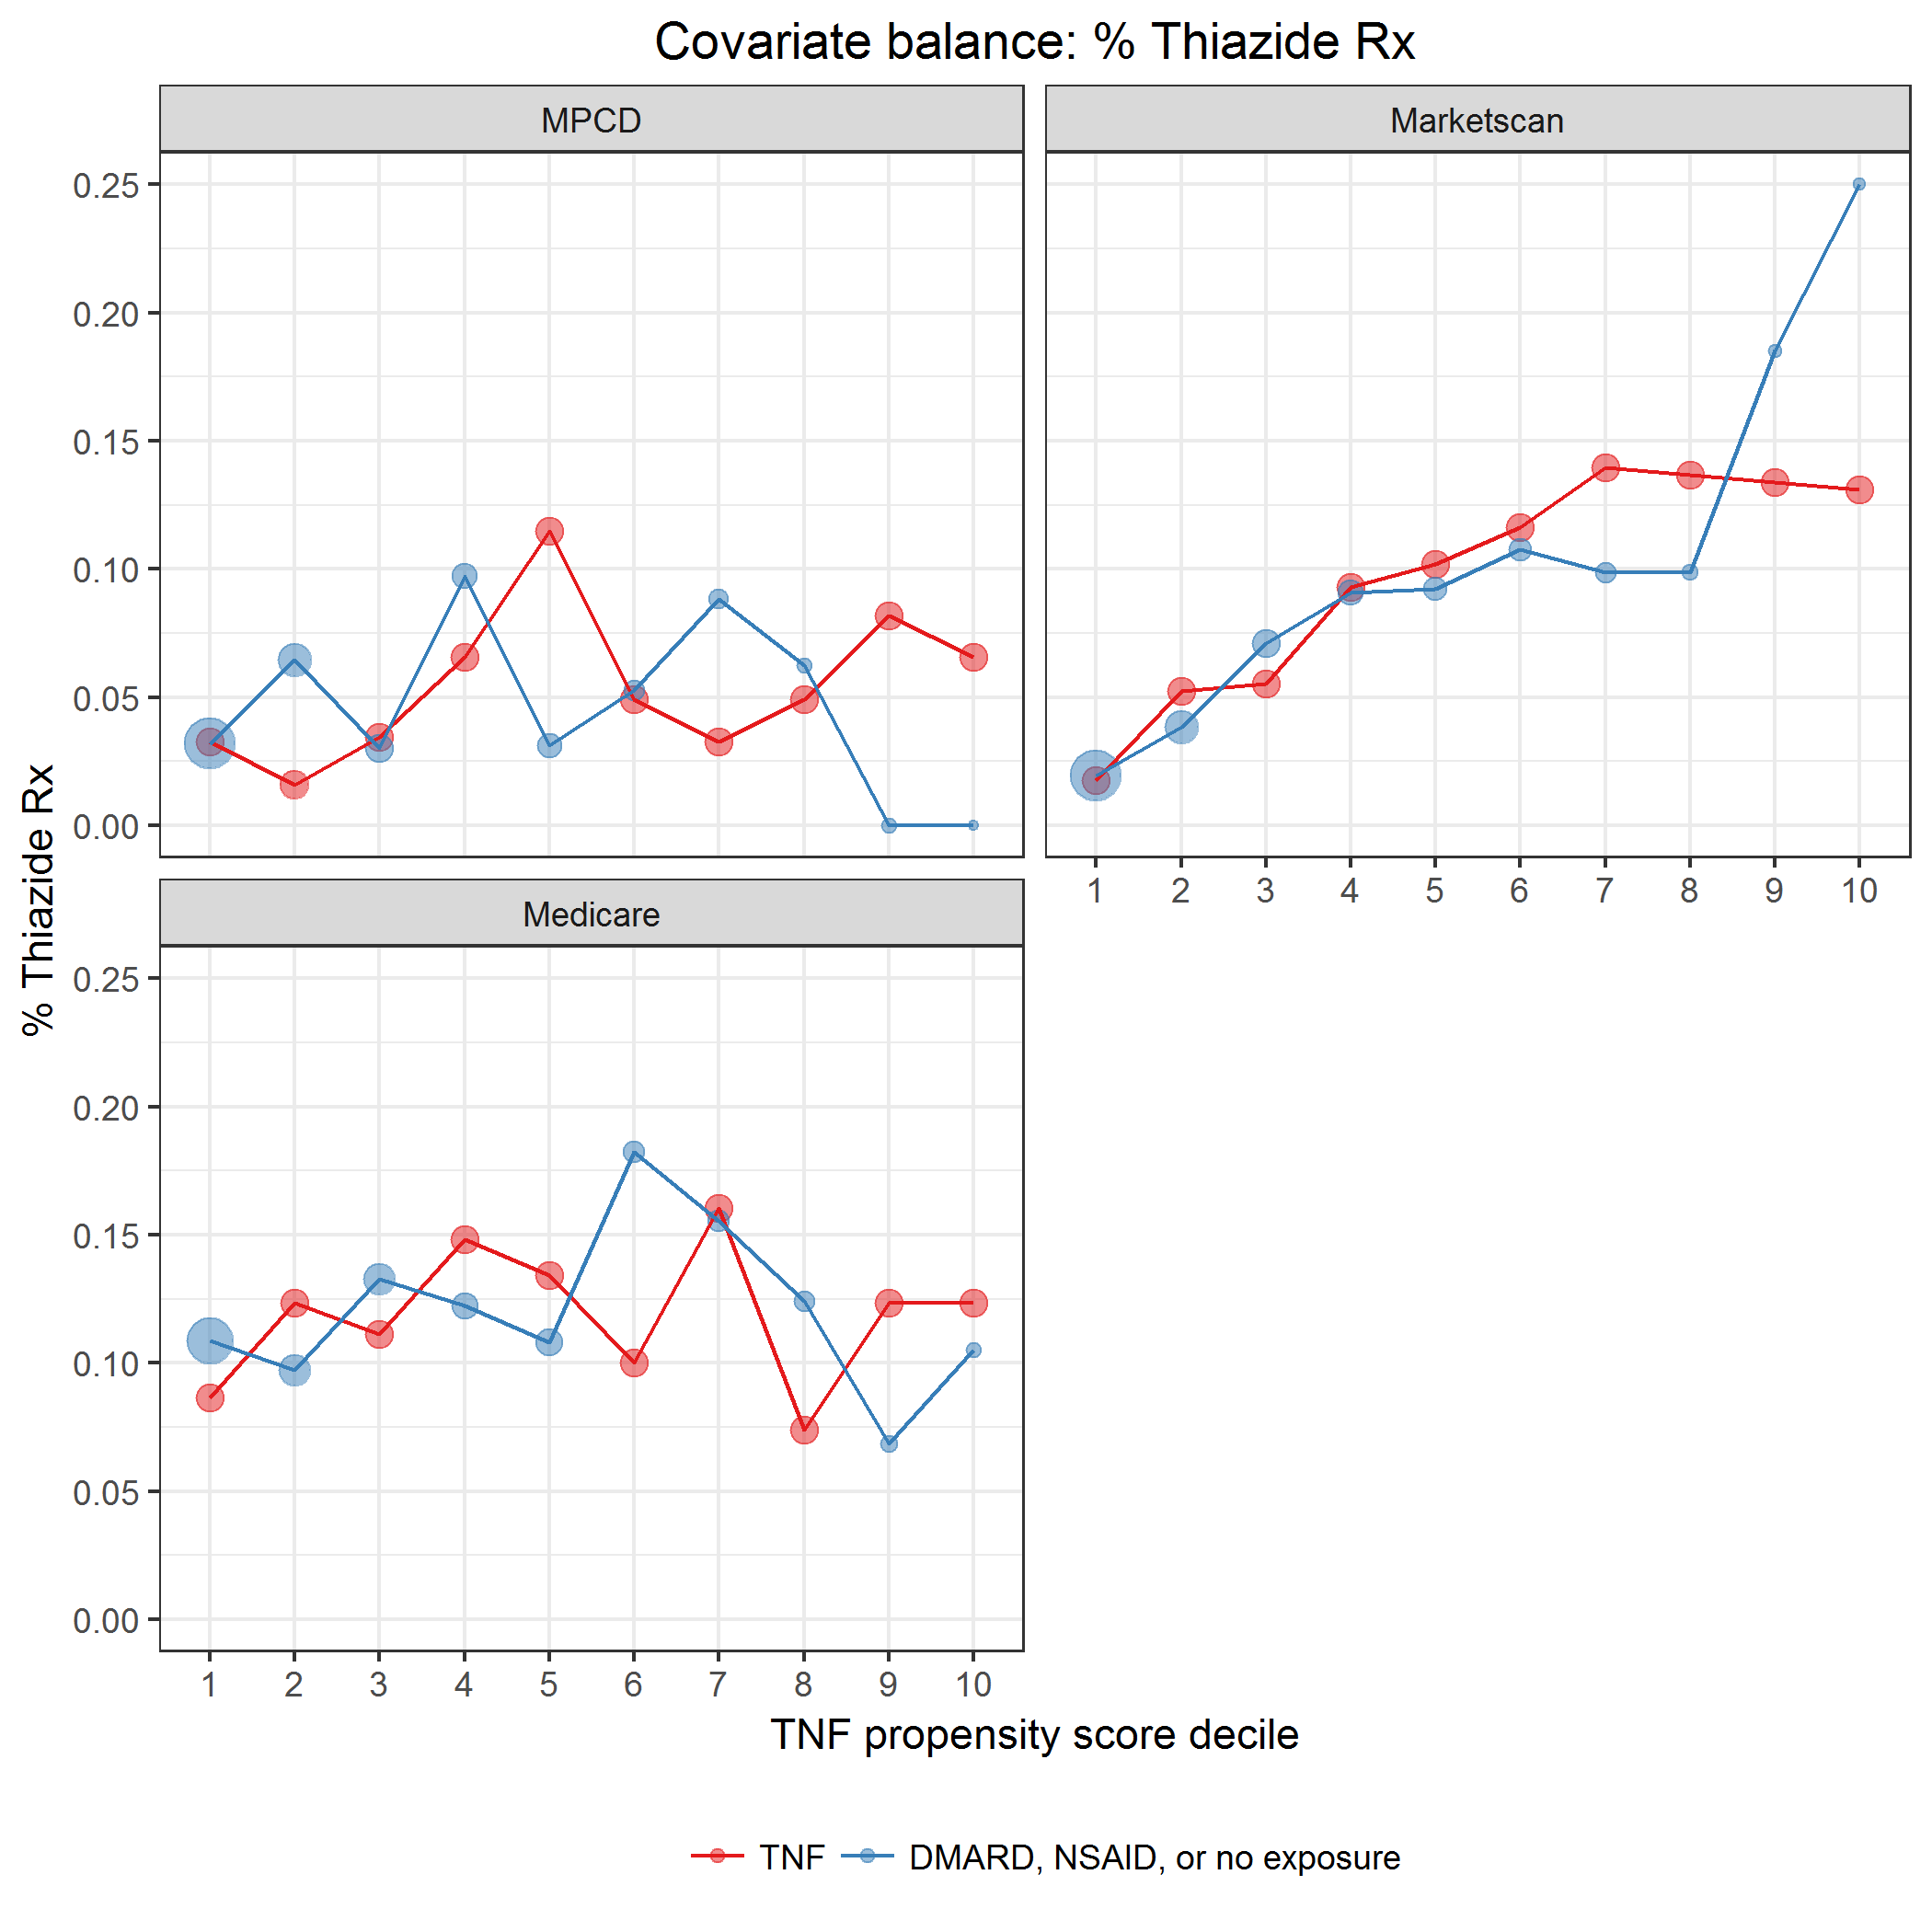 Covariate balance: % Thiazide Rx
MPCD
Marketscan
0.25
0.20
0.15
0.10
0.05
0.00
1 2 3 4 5 6 7 8 9 10
% Thiazide Rx
Medicare
0.25
0.20
0.15
0.10
0.05
0.00
1 2 3 4 5 6 7 8 9 10
TNF propensity score decile
TNF DMARD, NSAID, or no exposure